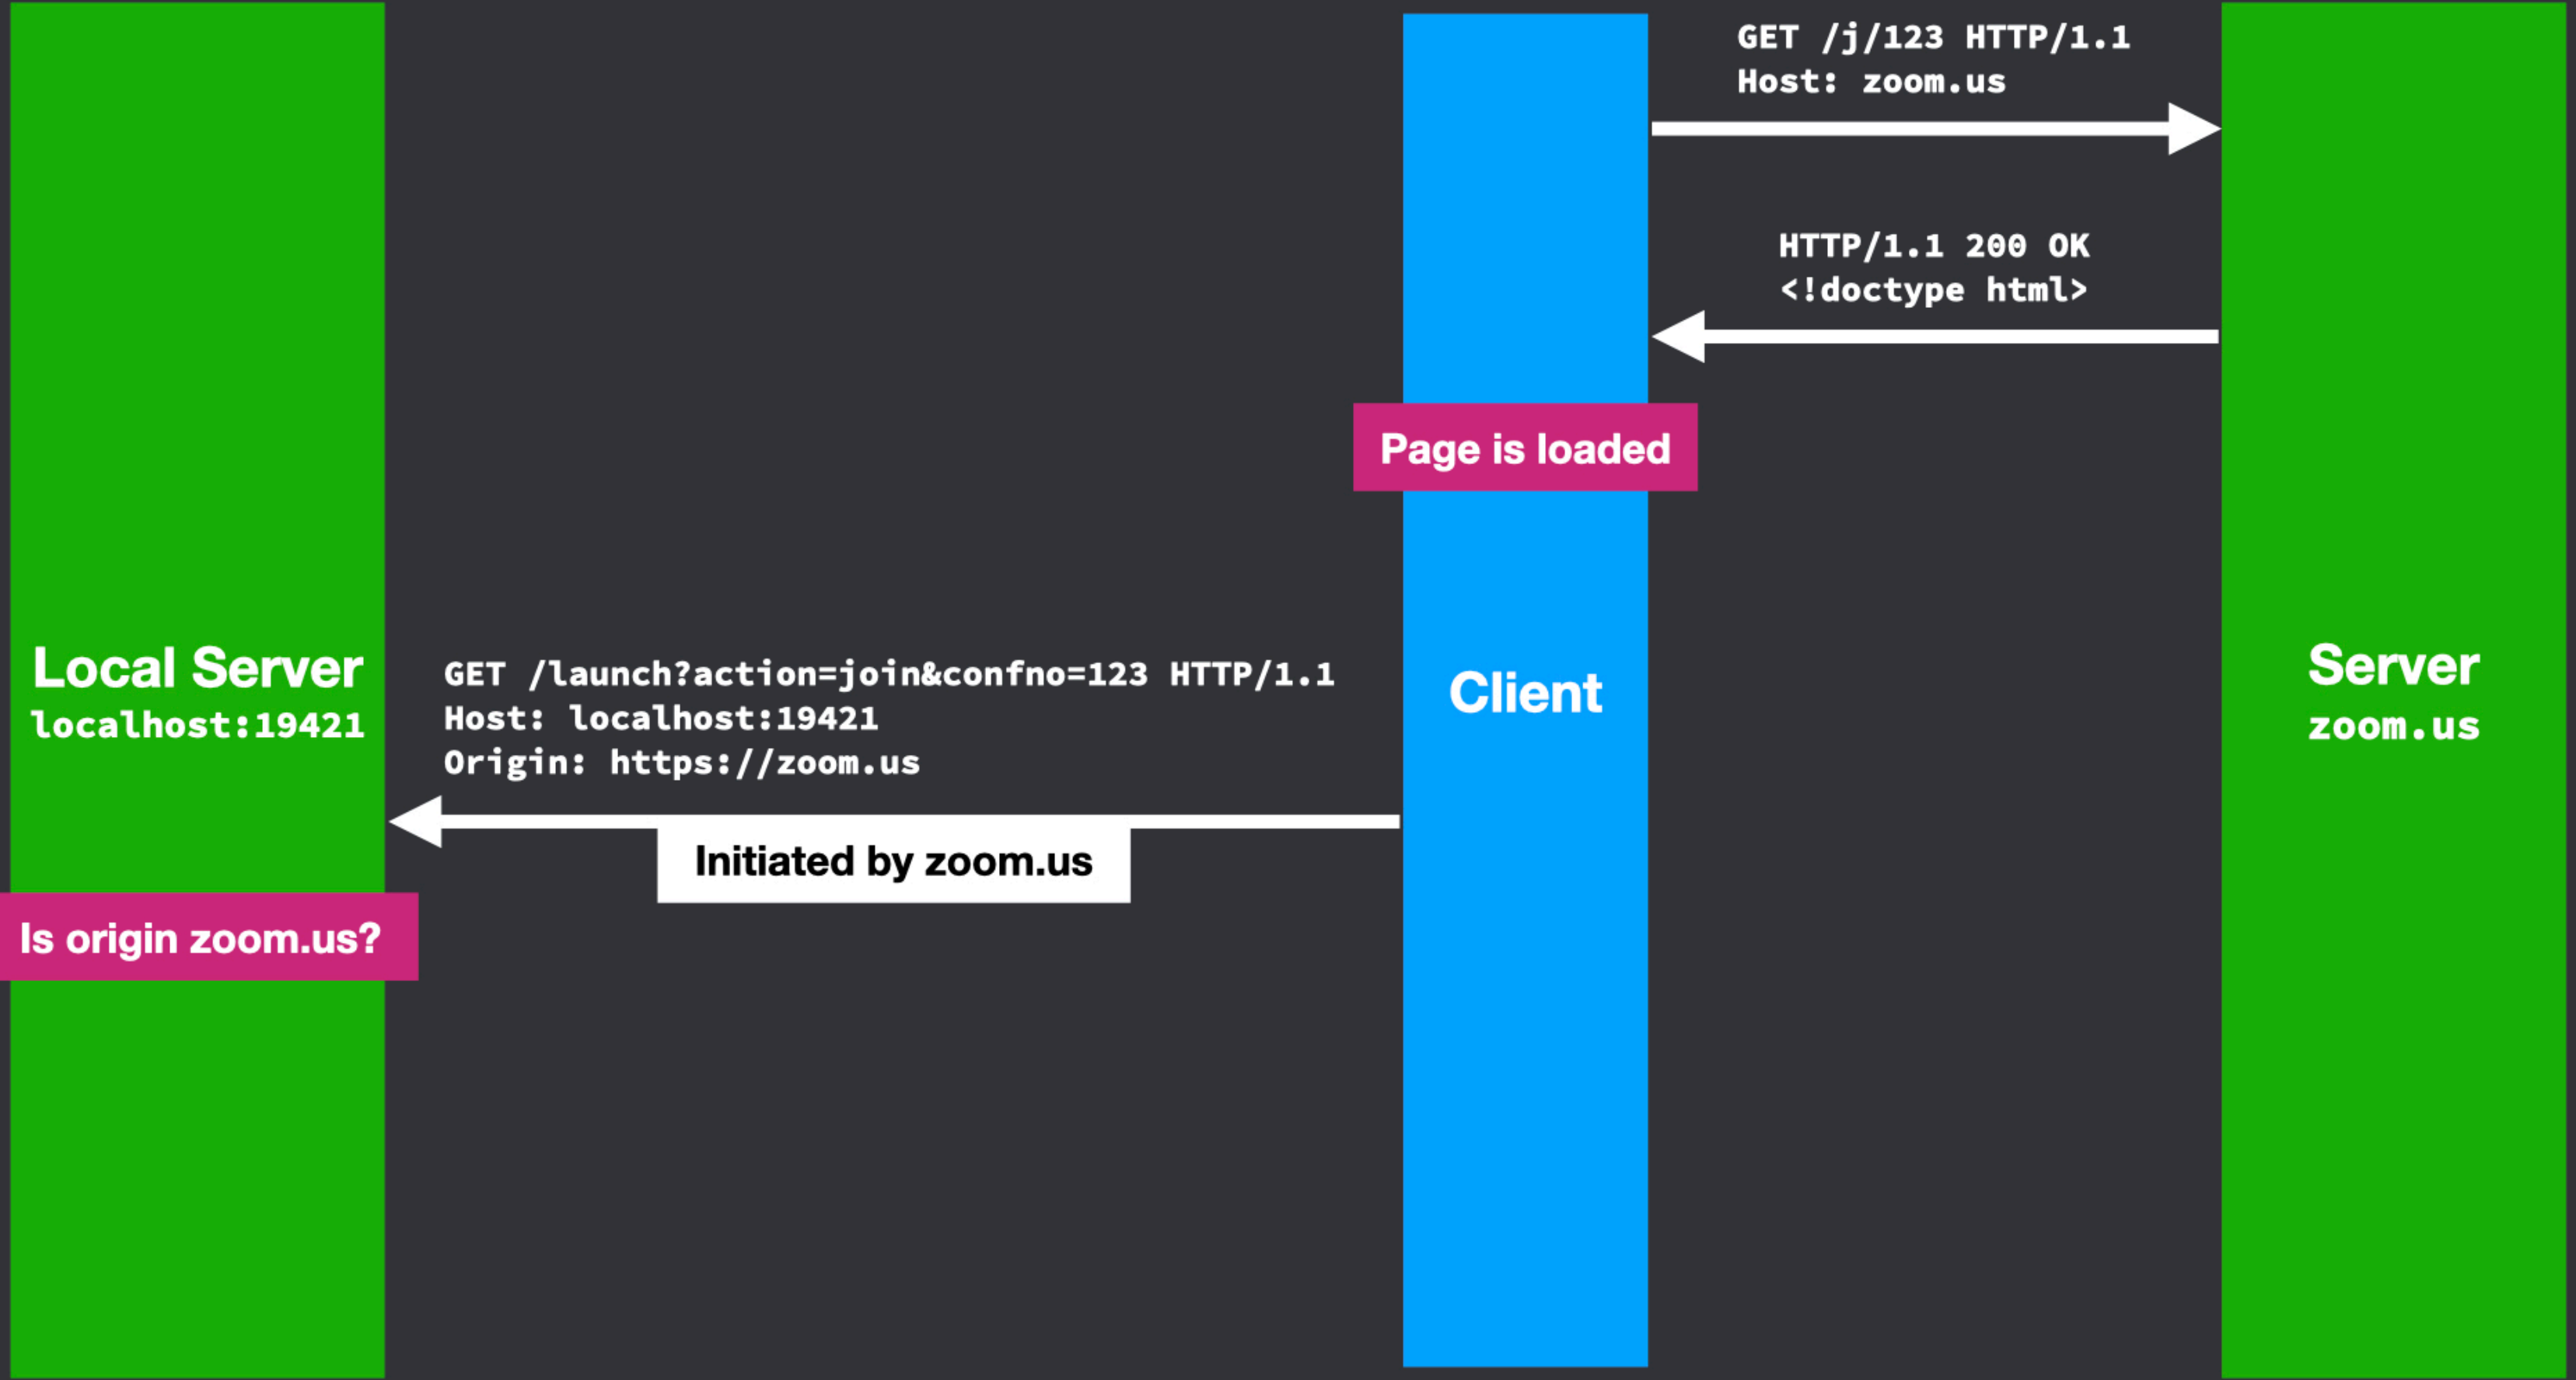 GET /j/123 HTTP/1.1
Host: zoom.us
HTTP/1.1 200 OK
<!doctype html>
Page is loaded
Local Server
localhost:19421
GET /launch?action=join&confno=123 HTTP/1.1
Host: localhost:19421
Origin: https://zoom.us
Client
Server
zoom.us
Initiated by zoom.us
Is origin zoom.us?